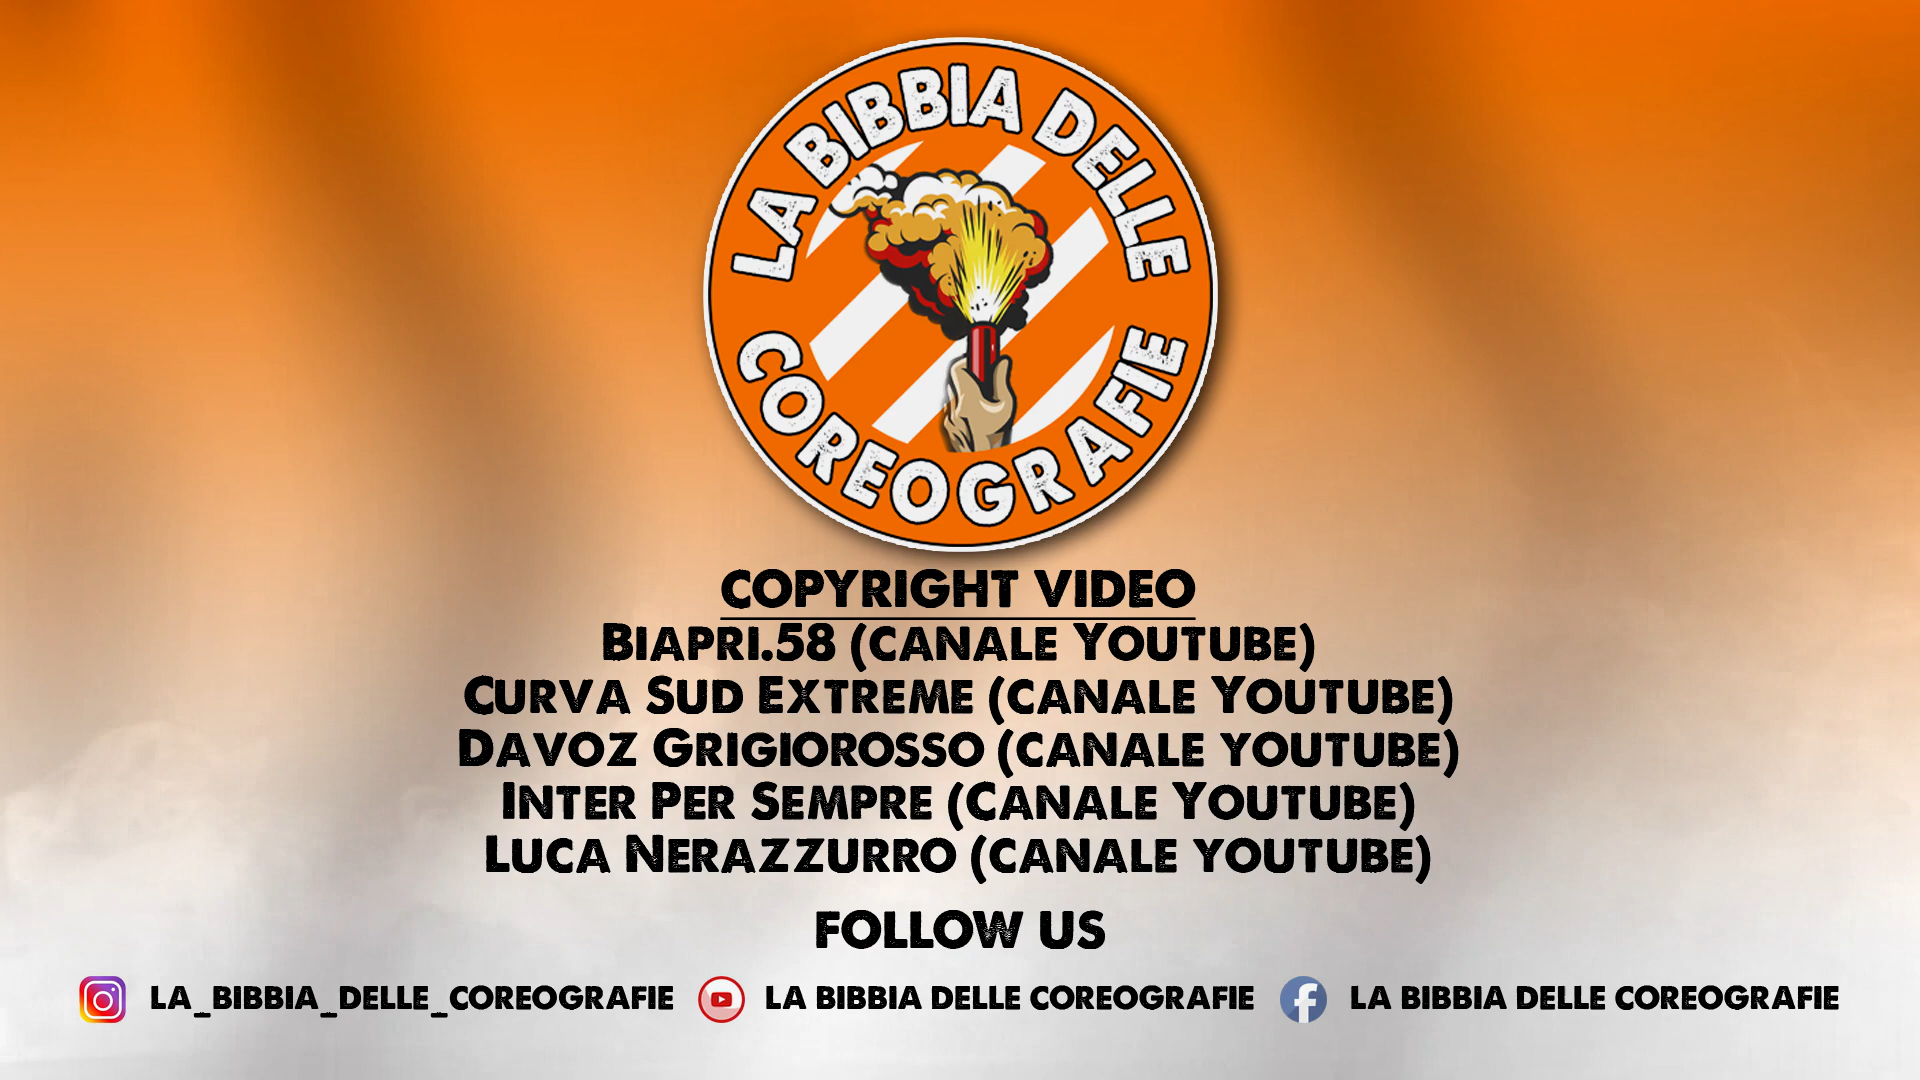 LA BIBBIA DELLE
COREOGRAFIE
COPYRIGHT VIDEO
BIAPRI.58 (CANALE YOUTUBE)
CURVA SUD EXTREME (CANALE YOUTUBE)
DAVOZ GRIGIOROSSO (CANALE YOUTUBE)
INTER PER SEMPRE (CANALE YOUTUBE)
LUCA NERAZZURRO (CANALE YOUTUBE)
FOLLOW US
LA_BIBBIA_DELLE_COREOGRAFIE LA BIBBIA DELLE COREOGRAFIE LA BIBBIA DELLE COREOGRAFIE